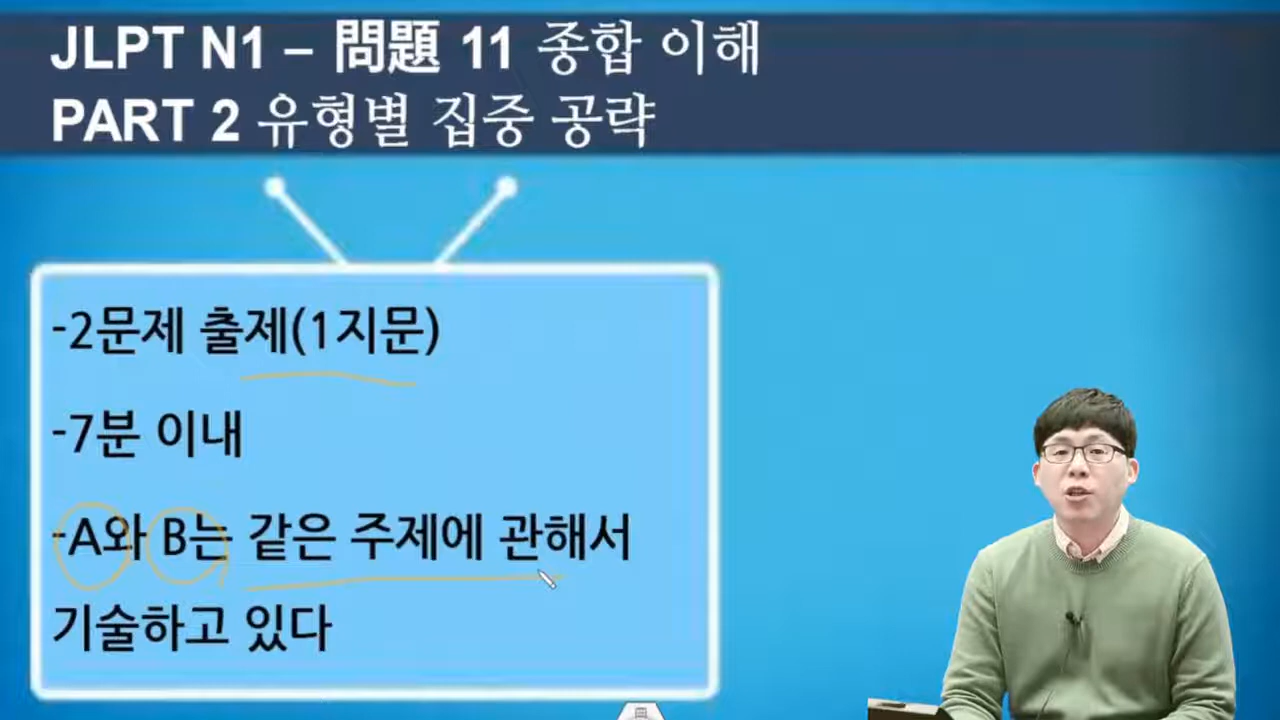 JLPT N1 – 問題 11 종합 이해
PART 2 유형별 집중 공략
-2문제 출제(1지문)
-7분 이내
-A와 B는 같은 주제에 관해서
기술하고 있다